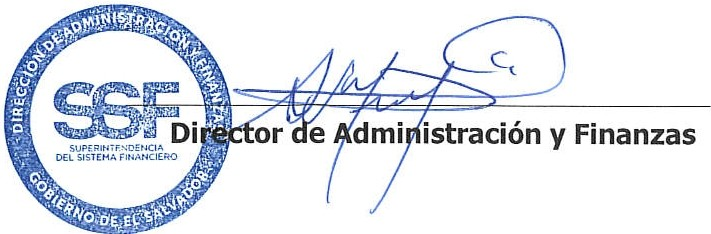 DIRECCIÓN DE ADMINISTRACIÓN Y FINANZAS
SSF
SUPERINTENDENCIA
DEL SISTEMA FINANCIERO
GOBIERNO DE EL SALVADOR
Director de Administración y Finanzas